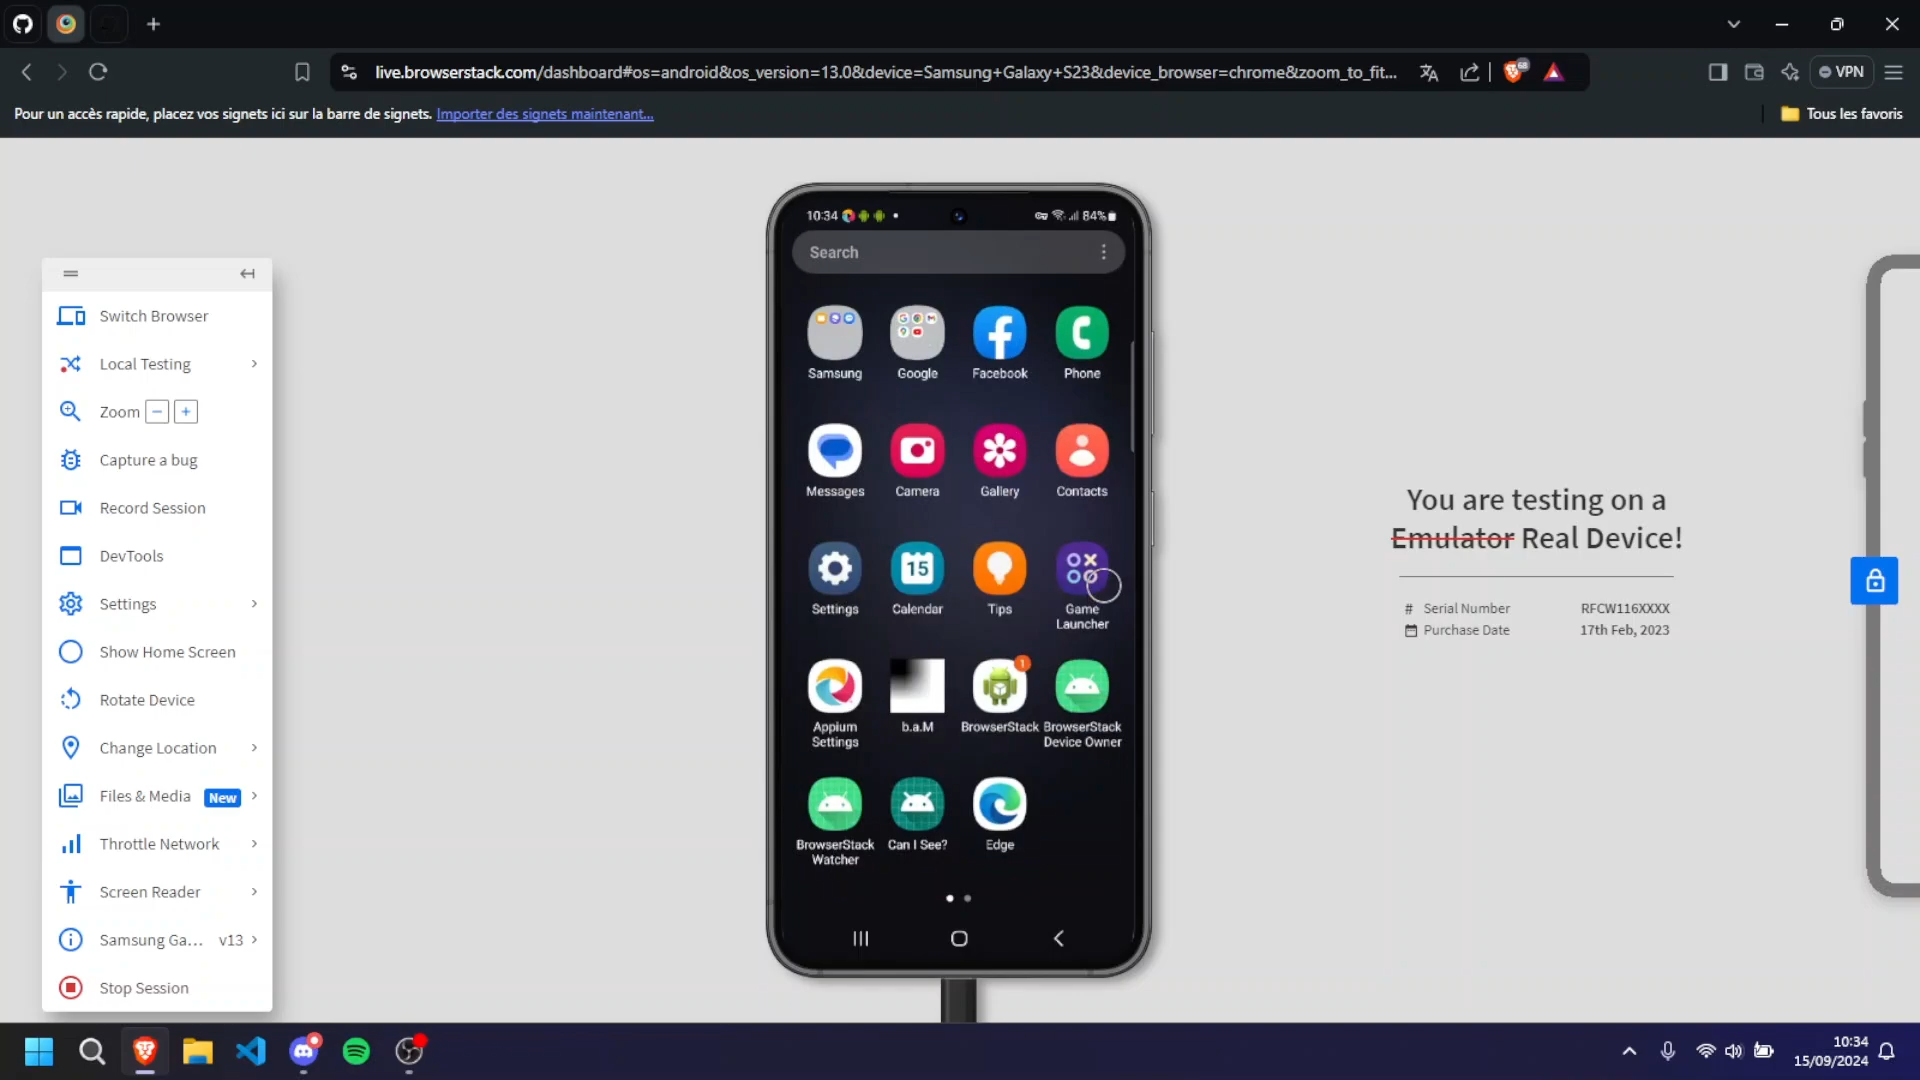 live.browserstack.com/dashboard#os=android&os_version=13.0&device=Samsung+Galaxy+S23&device_browser=chrome&zoom_to_fit...
68
VPN
Pour un accès rapide, placez vos signets ici sur la barre de signets. Importer des signets maintenant...
Tous les favoris
Switch Browser
Local Testing
Zoom
Capture a bug
Record Session
DevTools
Settings
Show Home Screen
Rotate Device
Change Location
Files & Media New
Throttle Network
Screen Reader
Samsung Ga... v13
Stop Session
10:34
84%
Search
Samsung
Google
Facebook
Phone
Messages
Camera
Gallery
Contacts
15
Settings
Calendar
Tips
Game
Launcher
1
Appium
Settings
b.a.M
BrowserStack
BrowserStack
Device Owner
BrowserStack
Watcher
Can I See?
Edge
You are testing on a
Emulator Real Device!
# Serial Number RFCW116XXXX
Purchase Date 17th Feb, 2023
10:34
15/09/2024